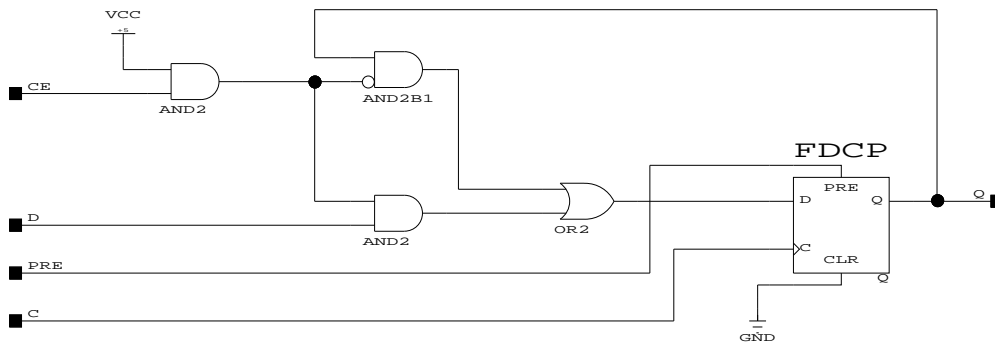 VCC
+5
CE
AND2
AND2B1
FDCP
PRE
D
Q
Q
D
AND2
OR2
C
PRE
CLR
Q
C
GND